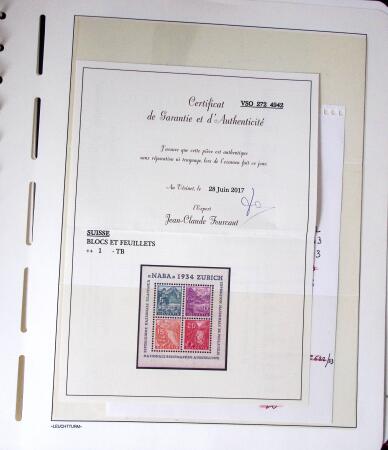 Certificat
de Garantie et d'Authenticité
VSO 272 4942
J'assure que cette pièce est authentique
sans réparation ni truquage, lors de l'examen fait ce jour.
Au Vésinet, le 28 Juin 2017
l'Expert
Jean-Claude Fourcaut
SUISSE
BLOCS ET FEUILLETS
** 1 - TB
«NABA» 1934 ZURICH
LEUCHTTURM